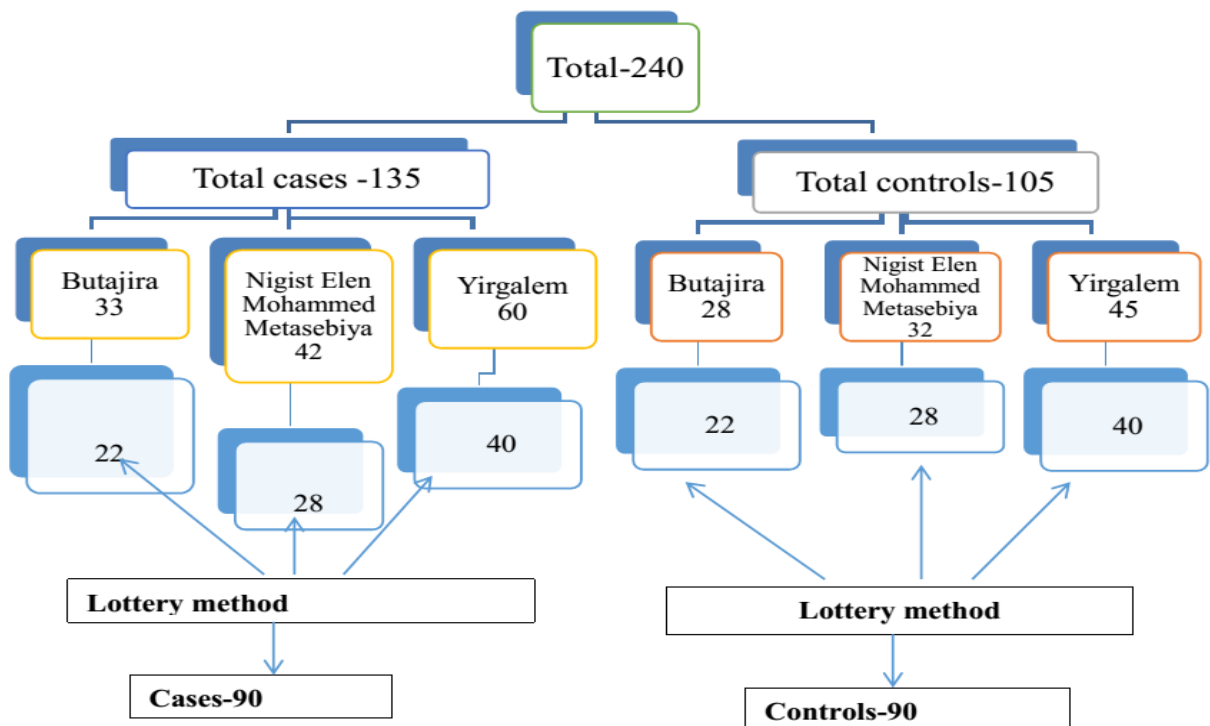 Total-240
Total cases -135
Total controls-105
Butajira
33
Nigist Elen
Mohammed
Metasebiya
42
Yirgalem
60
Butajira
28
Nigist Elen
Mohammed
Metasebiya
32
Yirgalem
45
22
28
40
22
28
40
Lottery method
Lottery method
Cases-90
Controls-90